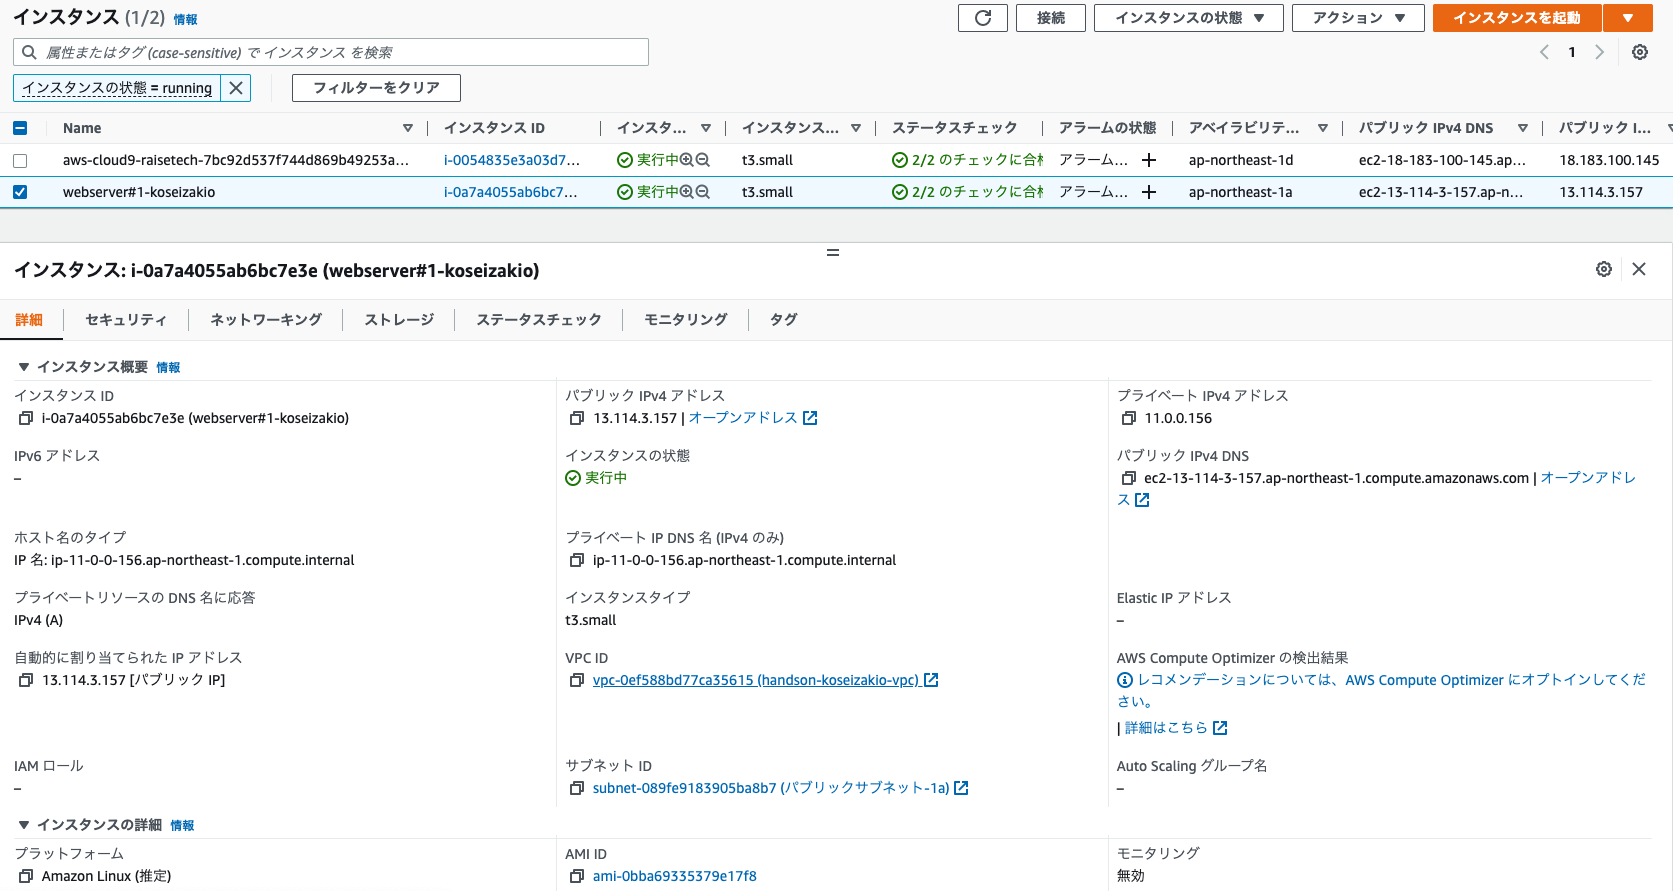 インスタンス (1/2) 情報
接続
インスタンスの状態
アクション
インスタンスを起動
属性またはタグ (case-sensitive) で インスタンス を検索
1
インスタンスの状態 = running
フィルターをクリア
Name インスタンス ID インスタ... インスタンス... ステータスチェック アラームの状態 アベイラビリテ... パブリック IPv4 DNS パブリック I...
aws-cloud9-raisetech-7bc92d537f744d869b49253a... i-0054835e3a03d7... 実行中 t3.small 2/2 のチェックに合格 アラーム... ap-northeast-1d ec2-18-183-100-145.ap... 18.183.100.145
webserver#1-koseizakio i-0a7a4055ab6bc7... 実行中 t3.small 2/2 のチェックに合格 アラーム... ap-northeast-1a ec2-13-114-3-157.ap-n... 13.114.3.157
インスタンス: i-0a7a4055ab6bc7e3e (webserver#1-koseizakio)
詳細 セキュリティ ネットワーキング ストレージ ステータスチェック モニタリング タグ
インスタンス概要 情報
インスタンス ID
i-0a7a4055ab6bc7e3e (webserver#1-koseizakio)
パブリック IPv4 アドレス
13.114.3.157 | オープンアドレス
プライベート IPv4 アドレス
11.0.0.156
IPv6 アドレス
–
インスタンスの状態
実行中
パブリック IPv4 DNS
ec2-13-114-3-157.ap-northeast-1.compute.amazonaws.com | オープンアドレ
ス
ホスト名のタイプ
IP 名: ip-11-0-0-156.ap-northeast-1.compute.internal
プライベート IP DNS 名 (IPv4 のみ)
ip-11-0-0-156.ap-northeast-1.compute.internal
プライベートリソースの DNS 名に応答
IPv4 (A)
インスタンスタイプ
t3.small
Elastic IP アドレス
–
自動的に割り当てられた IP アドレス
13.114.3.157 [パブリック IP]
VPC ID
vpc-0ef588bd77ca35615 (handson-koseizakio-vpc)
AWS Compute Optimizer の検出結果
レコメンデーションについては、AWS Compute Optimizer にオプトインしてくだ
さい。
| 詳細はこちら
IAM ロール
–
サブネット ID
subnet-089fe9183905ba8b7 (パブリックサブネット-1a)
Auto Scaling グループ名
–
インスタンスの詳細 情報
プラットフォーム
Amazon Linux (推定)
AMI ID
ami-0bba69335379e17f8
モニタリング
無効